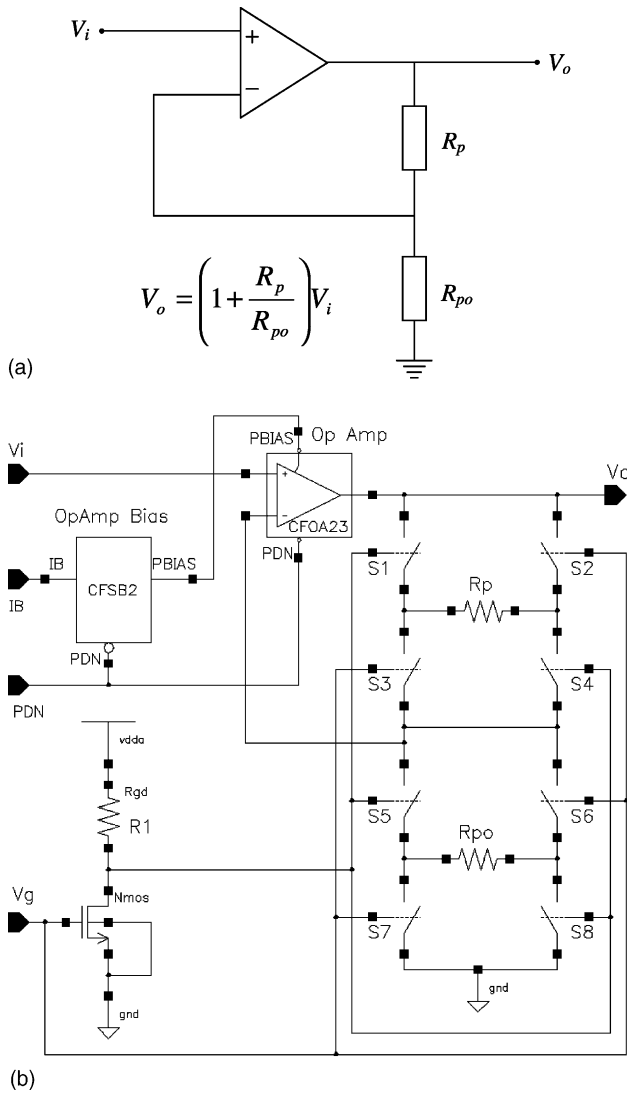 Vi
+
−
Vo
Rp
Rpo
Vo = (1 + Rp/Rpo) Vi
(a)
PBIAS
Op Amp
Vi
+
−
CFOA23
Vo
OpAmp Bias
IB
PBIAS
CFSB2
IB
PDN
PDN
PDN
S1
S2
Rp
S3
S4
vdda
Rgd
R1
S5
S6
Rpo
Vg
Nmos
S7
S8
gnd
gnd
(b)